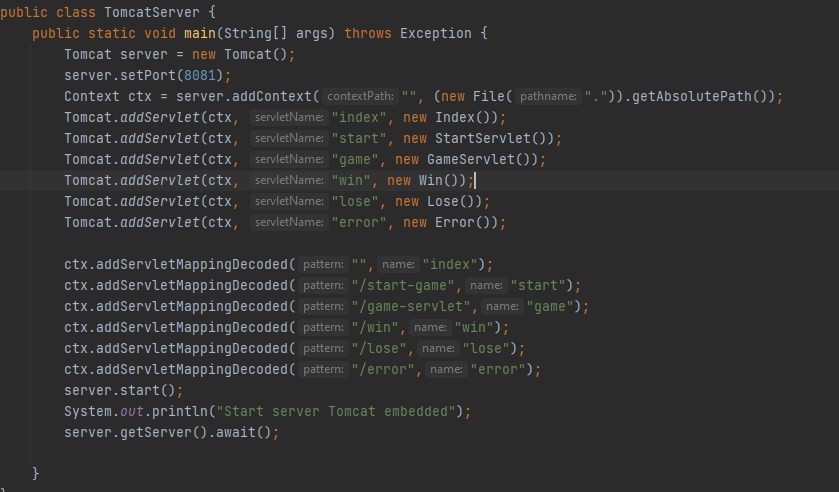 public class TomcatServer {
public static void main(String[] args) throws Exception {
Tomcat server = new Tomcat();
server.setPort(8081);
Context ctx = server.addContext( contextPath: "", (new File( pathname: ".")).getAbsolutePath());
Tomcat.addServlet(ctx, servletName: "index", new Index());
Tomcat.addServlet(ctx, servletName: "start", new StartServlet());
Tomcat.addServlet(ctx, servletName: "game", new GameServlet());
Tomcat.addServlet(ctx, servletName: "win", new Win());
Tomcat.addServlet(ctx, servletName: "lose", new Lose());
Tomcat.addServlet(ctx, servletName: "error", new Error());
ctx.addServletMappingDecoded( pattern: "", name: "index");
ctx.addServletMappingDecoded( pattern: "/start-game", name: "start");
ctx.addServletMappingDecoded( pattern: "/game-servlet", name: "game");
ctx.addServletMappingDecoded( pattern: "/win", name: "win");
ctx.addServletMappingDecoded( pattern: "/lose", name: "lose");
ctx.addServletMappingDecoded( pattern: "/error", name: "error");
server.start();
System.out.println("Start server Tomcat embedded");
server.getServer().await();
}
}